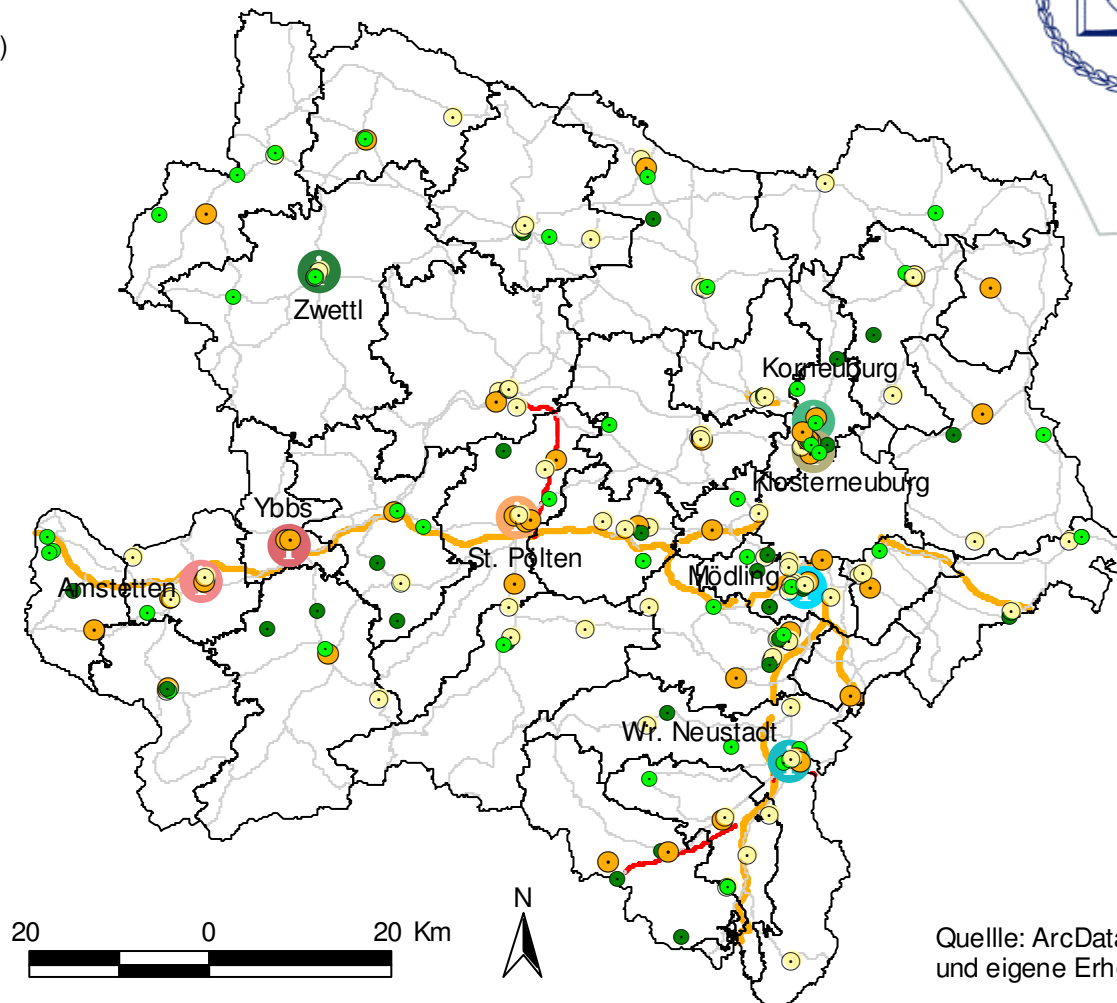 )
Zwettl
Korneuburg
Klosterneuburg
Ybbs
St. Pölten
Amstetten
Mödling
Wr. Neustadt
N
20 0 20 Km
Quellle: ArcData
und eigene Erhe